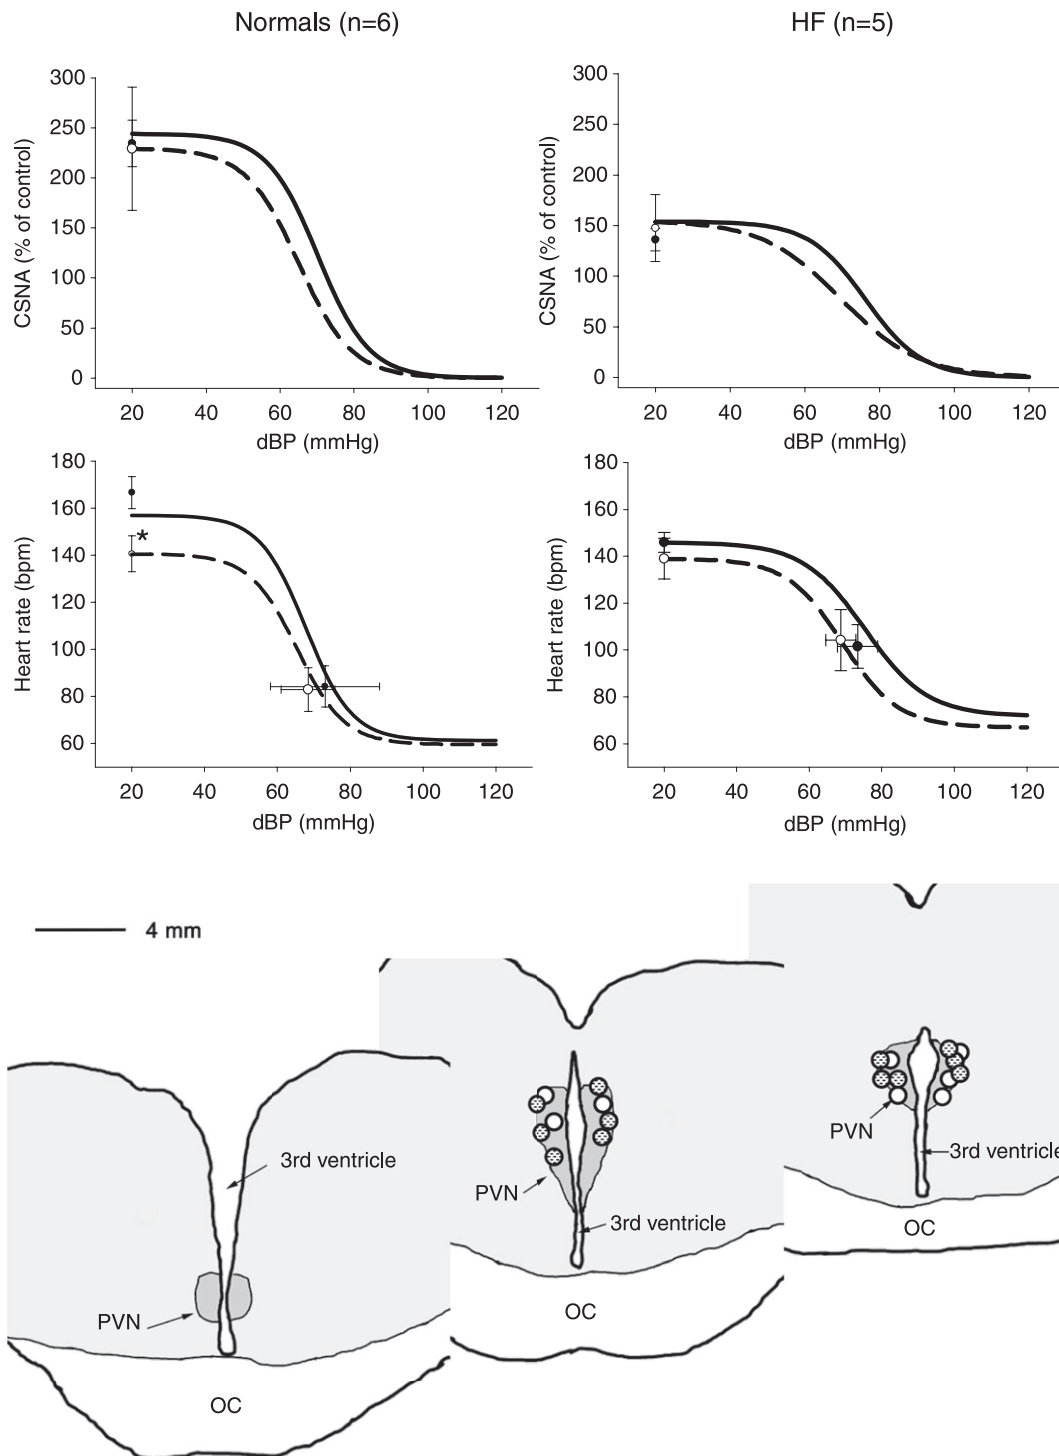 Normals (n=6)
HF (n=5)
CSNA (% of control)
300
250
200
150
100
50
0
20 40 60 80 100 120
dBP (mmHg)
CSNA (% of control)
300
250
200
150
100
50
0
20 40 60 80 100 120
dBP (mmHg)
Heart rate (bpm)
180
160
140
120
100
80
60
*
20 40 60 80 100 120
dBP (mmHg)
Heart rate (bpm)
180
160
140
120
100
80
60
20 40 60 80 100 120
dBP (mmHg)
4 mm
3rd ventricle
PVN
OC
PVN
3rd ventricle
OC
PVN
3rd ventricle
OC